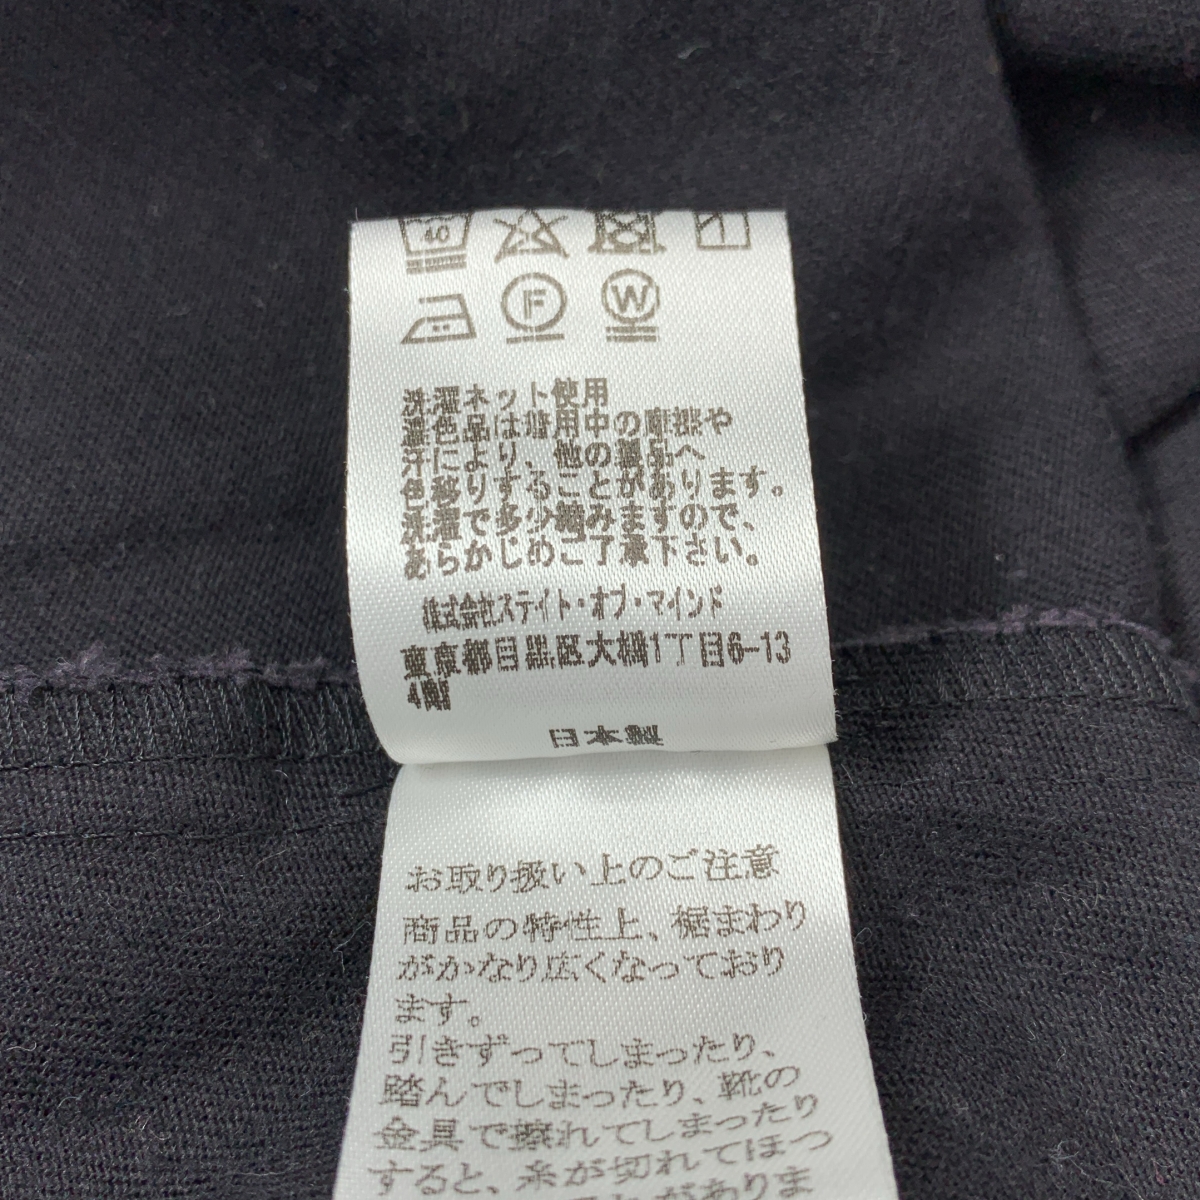 40
F W
洗濯ネット使用
濃色品は着用中の摩擦や
汗により、他の製品へ
色移りすることがあります。
洗濯で多少縮みますので、
あらかじめご了承下さい。
株式会社ステイト・オブ・マインド
東京都目黒区大橋1丁目6-13
4製
日本製
お取り扱い上のご注意
商品の特性上、裾まわり
がかなり広くなっており
ます。
引きずってしまったり、
踏んでしまったり、靴の
金具で擦れてしまったり
すると、糸が切れてほつ
がありま